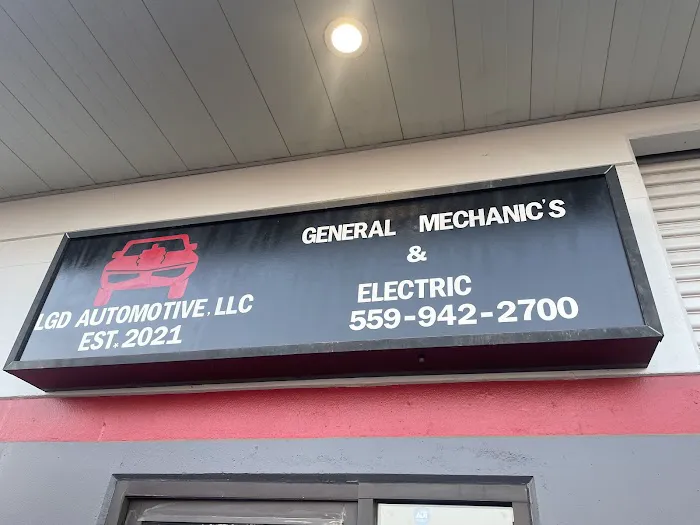 LGD AUTOMOTIVE, LLC
EST. 2021
GENERAL MECHANIC'S
&
ELECTRIC
559-942-2700